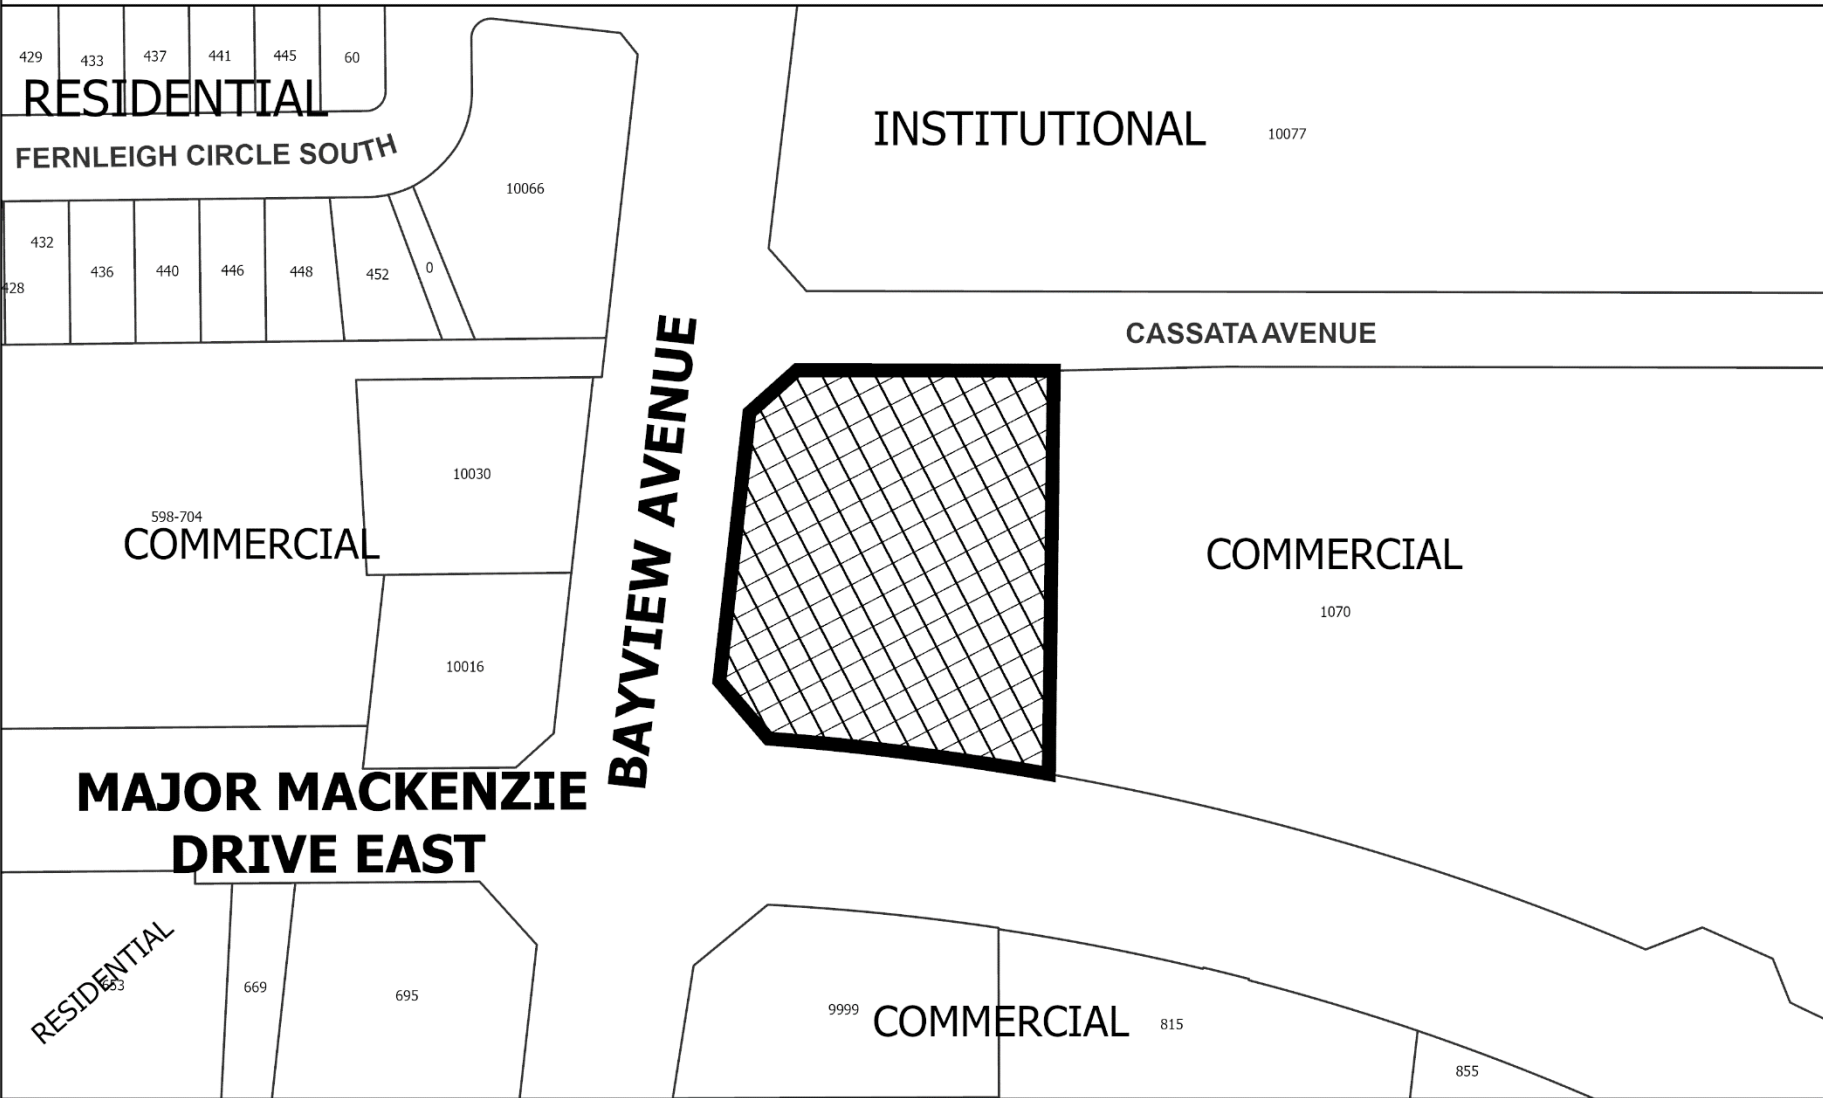 429 433 437 441 445 60
RESIDENTIAL
FERNLEIGH CIRCLE SOUTH
INSTITUTIONAL
10077
10066
432
428
436 440 446 448 452 0
BAYVIEW AVENUE
CASSATA AVENUE
10030
598-704
COMMERCIAL
COMMERCIAL
1070
10016
MAJOR MACKENZIE
DRIVE EAST
RESIDENTIAL
653
669
695
9999
COMMERCIAL
815
855